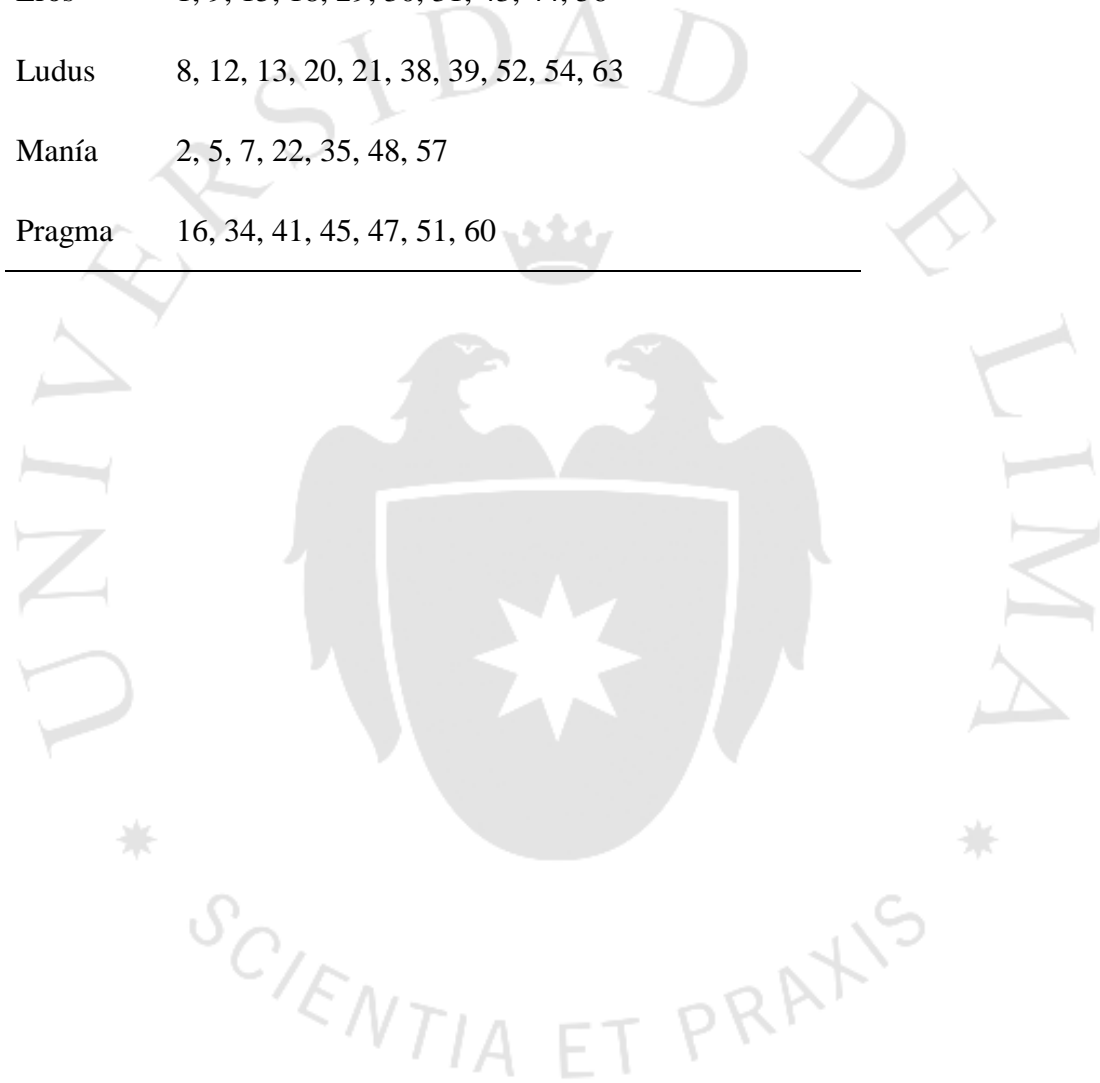 Ludus 8, 12, 13, 20, 21, 38, 39, 52, 54, 63
Manía 2, 5, 7, 22, 35, 48, 57
Pragma 16, 34, 41, 45, 47, 51, 60
UNIVERSIDAD DE LIMA
SCIENTIA ET PRAXIS